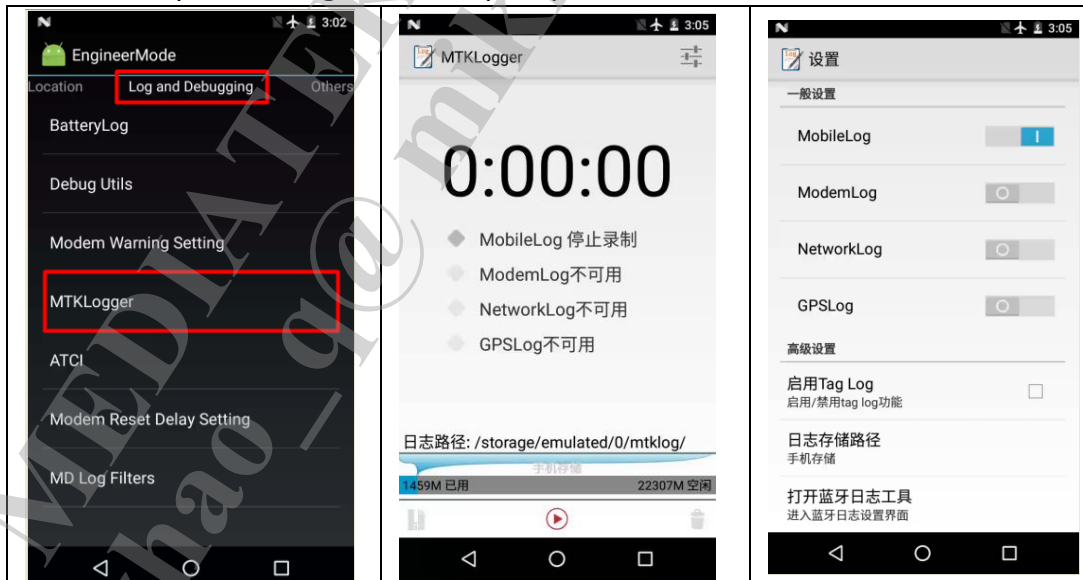 3:02
EngineerMode
Location Log and Debugging Others
BatteryLog
Debug Utils
Modem Warning Setting
MTKLogger
ATCI
Modem Reset Delay Setting
MD Log Filters
3:05
MTKLogger
0:00:00
MobileLog 停止录制
ModemLog不可用
NetworkLog不可用
GPSLog不可用
日志路径: /storage/emulated/0/mtklog/
手机存储
1459M 已用 22307M 空闲
3:05
设置
一般设置
MobileLog
ModemLog
NetworkLog
GPSLog
高级设置
启用Tag Log
启用/禁用tag log功能
日志存储路径
手机存储
打开蓝牙日志工具
进入蓝牙日志设置界面
MEDIATEK